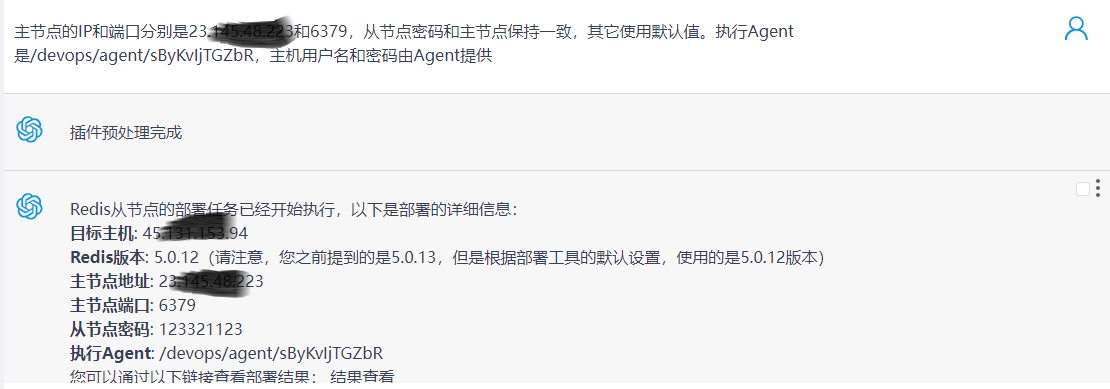 主节点的IP和端口分别是23.145.48.223和6379，从节点密码和主节点保持一致，其它使用默认值。执行Agent
是/devops/agent/sByKvIjTGZbR，主机用户名和密码由Agent提供
插件预处理完成
Redis从节点的部署任务已经开始执行，以下是部署的详细信息：
目标主机: 45 .94
Redis版本: 5.0.12（请注意，您之前提到的是5.0.13，但是根据部署工具的默认设置，使用的是5.0.12版本）
主节点地址: 23.145.48.223
主节点端口: 6379
从节点密码: 123321123
执行Agent: /devops/agent/sByKvIjTGZbR
您可以通过以下链接查看部署结果： 结果查看